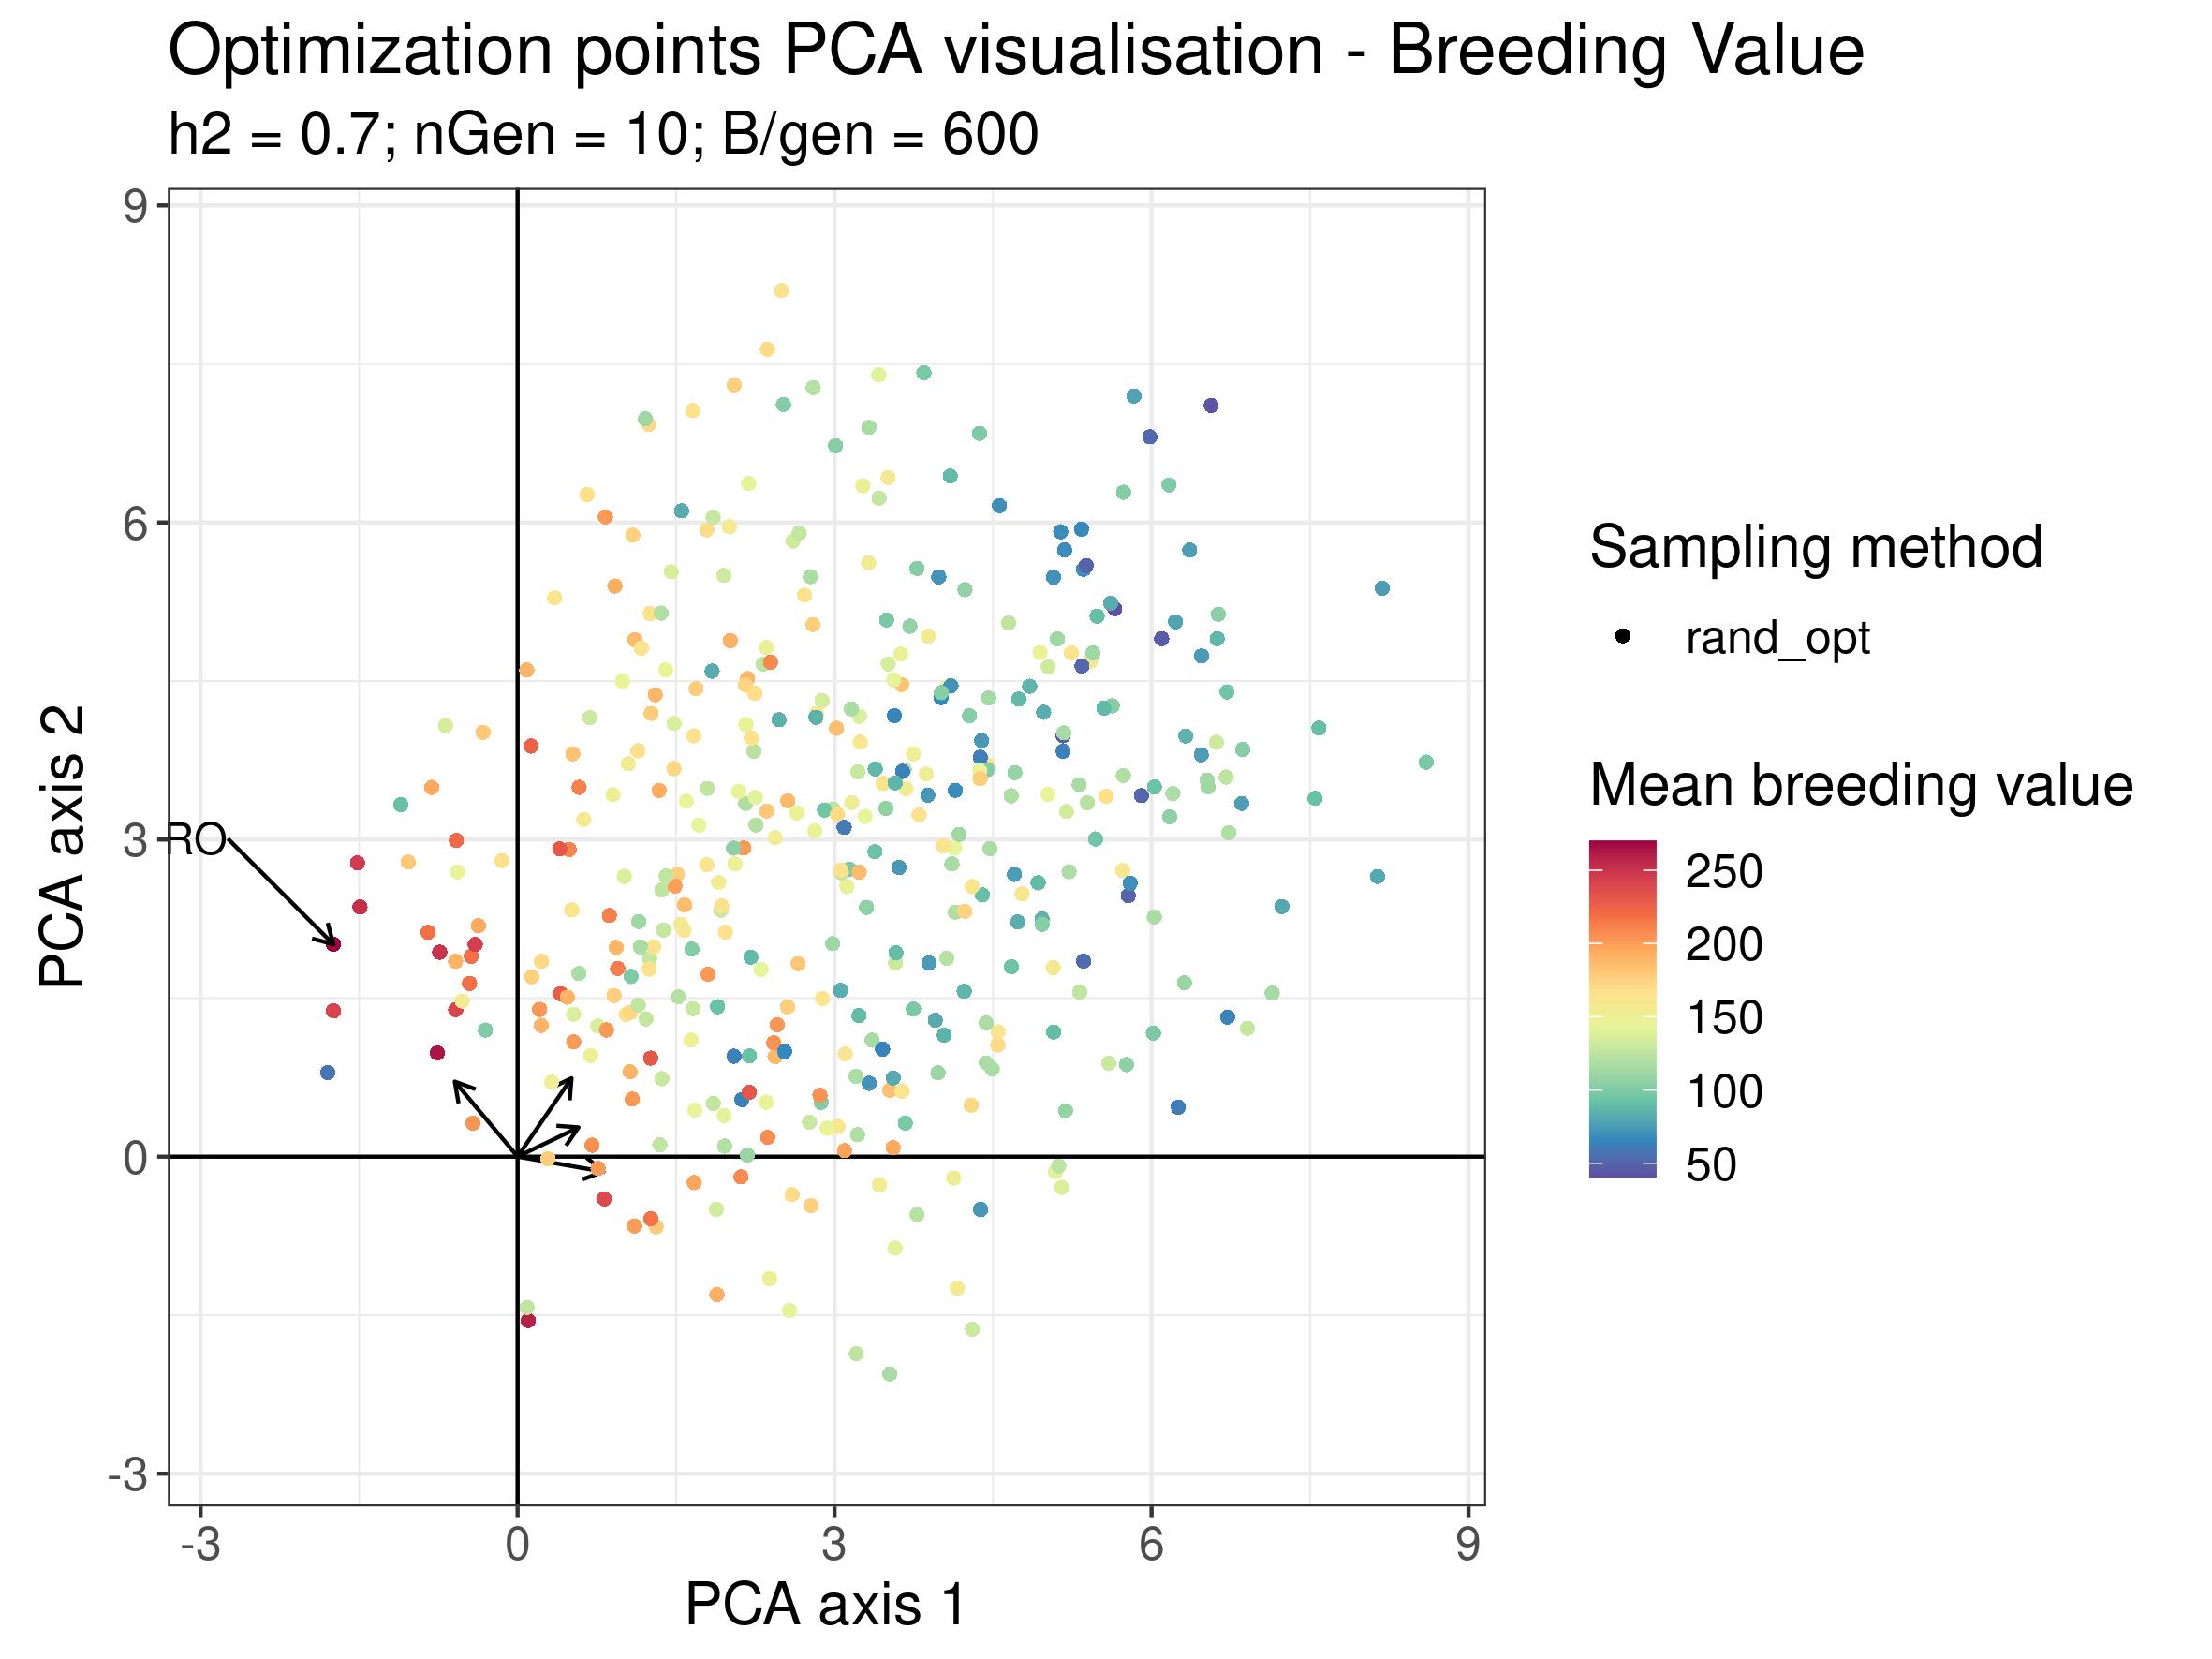 Optimization points PCA visualisation - Breeding Value
h2 = 0.7; nGen = 10; B/gen = 600
9
6
3
0
-3
RO
-3
0
3
6
9
PCA axis 1
PCA axis 2
Sampling method
rand_opt
Mean breeding value
250
200
150
100
50